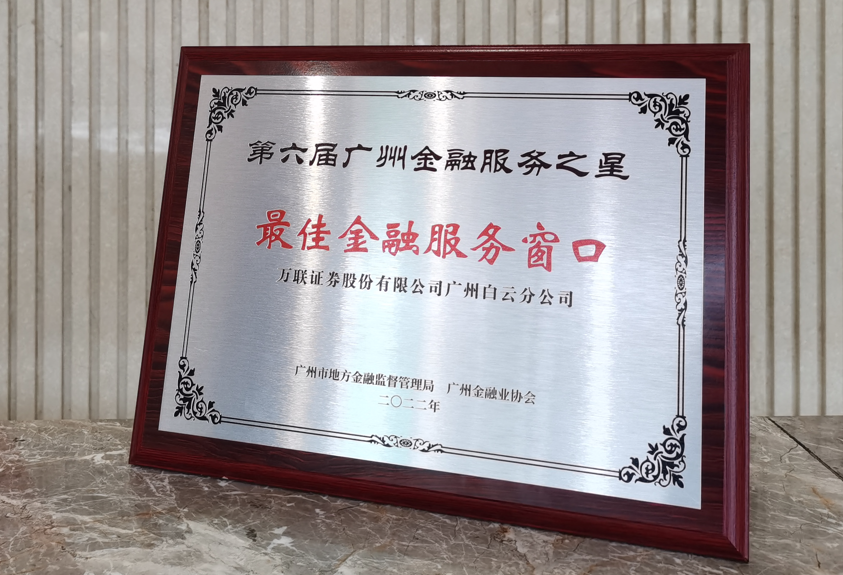 第六届广州金融服务之星
最佳金融服务窗口
万联证券股份有限公司广州白云分公司
广州市地方金融监督管理局 广州金融业协会
二〇二二年